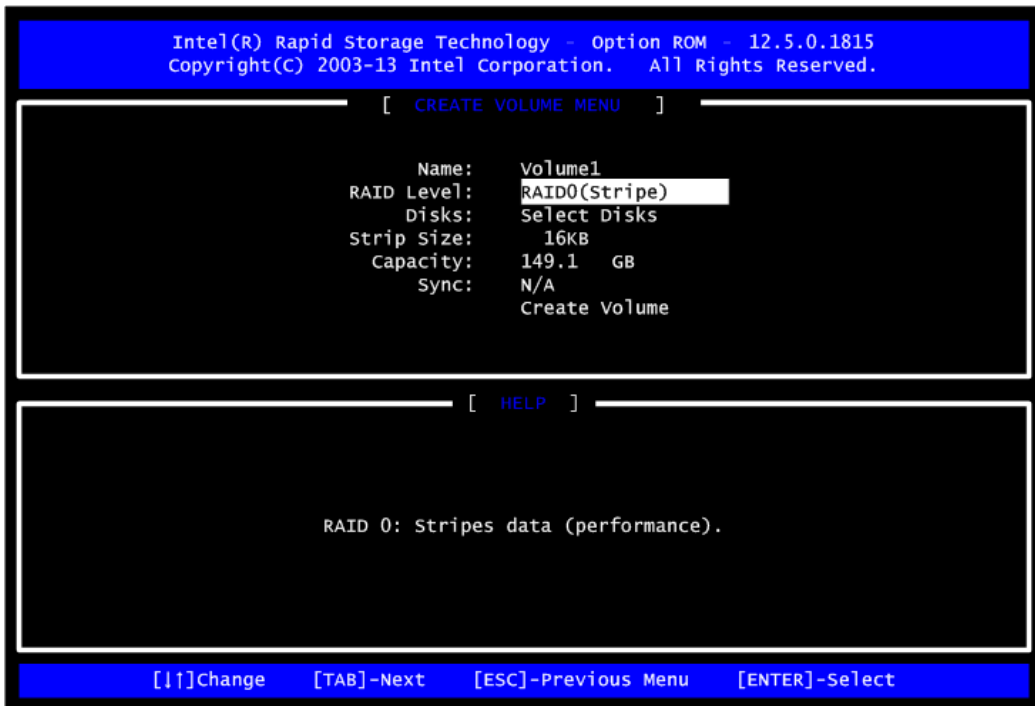 Intel(R) Rapid Storage Technology - Option ROM - 12.5.0.1815
Copyright(C) 2003-13 Intel Corporation. All Rights Reserved.
[ CREATE VOLUME MENU ]
Name: Volume1
RAID Level: RAID0(Stripe)
Disks: Select Disks
Strip Size: 16KB
Capacity: 149.1 GB
Sync: N/A
Create Volume
[ HELP ]
RAID 0: Stripes data (performance).
[↓↑]Change [TAB]-Next [ESC]-Previous Menu [ENTER]-Select